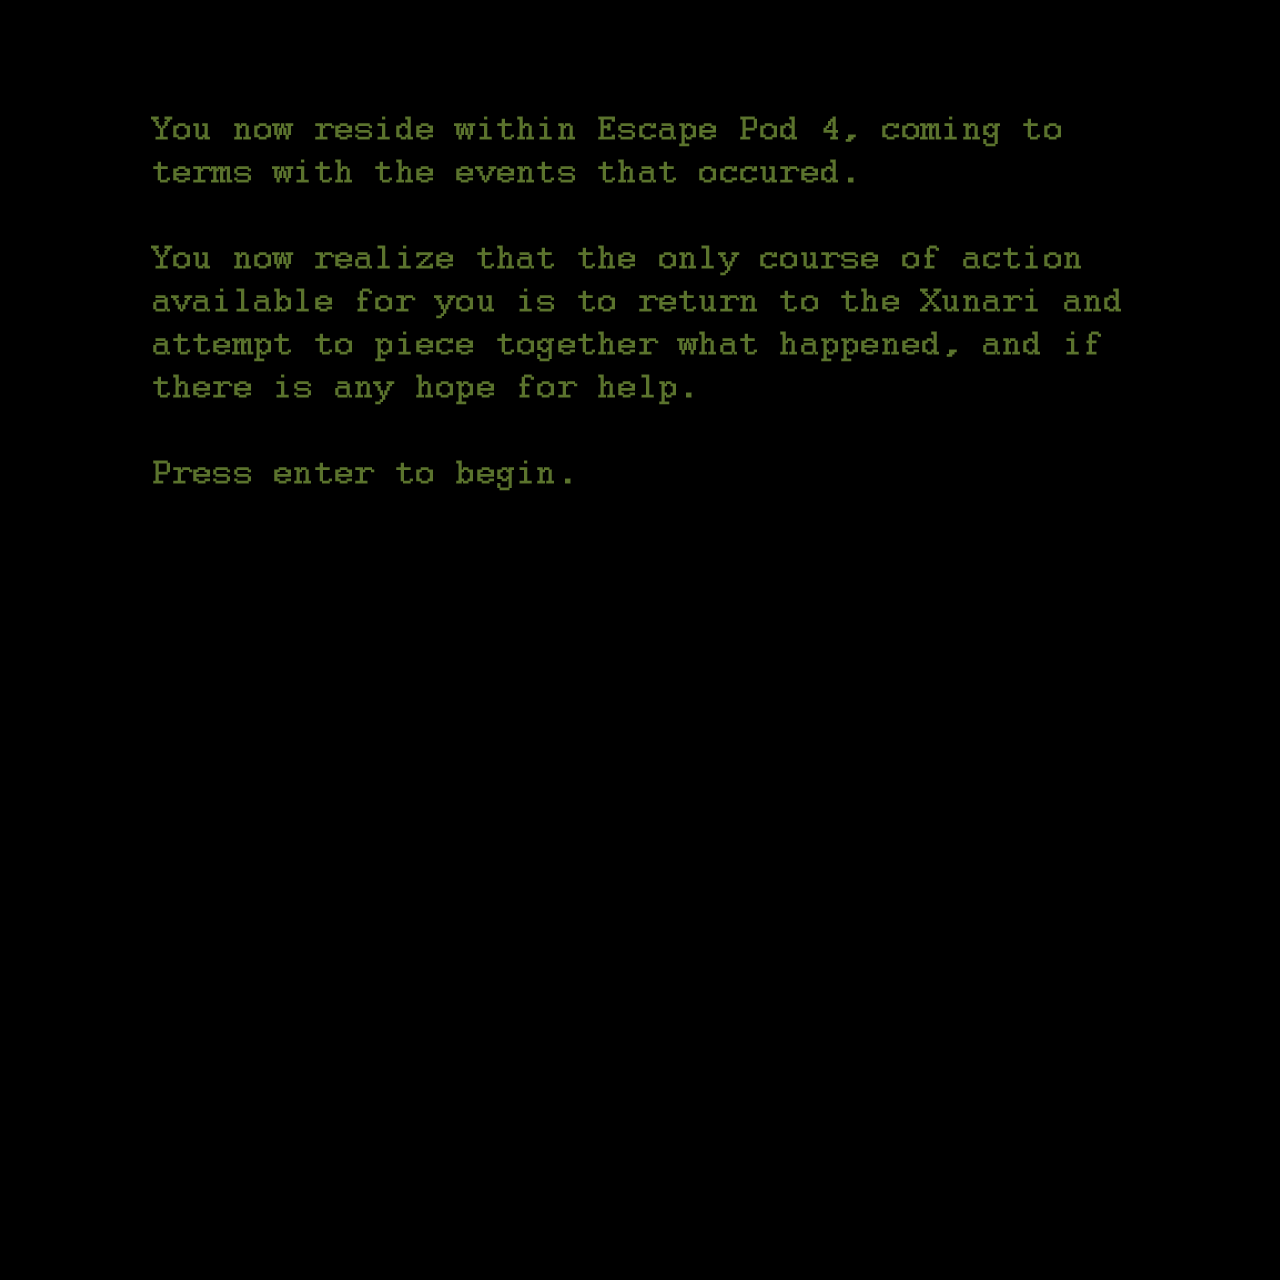 You now reside within Escape Pod 4, coming to
terms with the events that occured.
You now realize that the only course of action
available for you is to return to the Xunari and
attempt to piece together what happened, and if
there is any hope for help.
Press enter to begin.